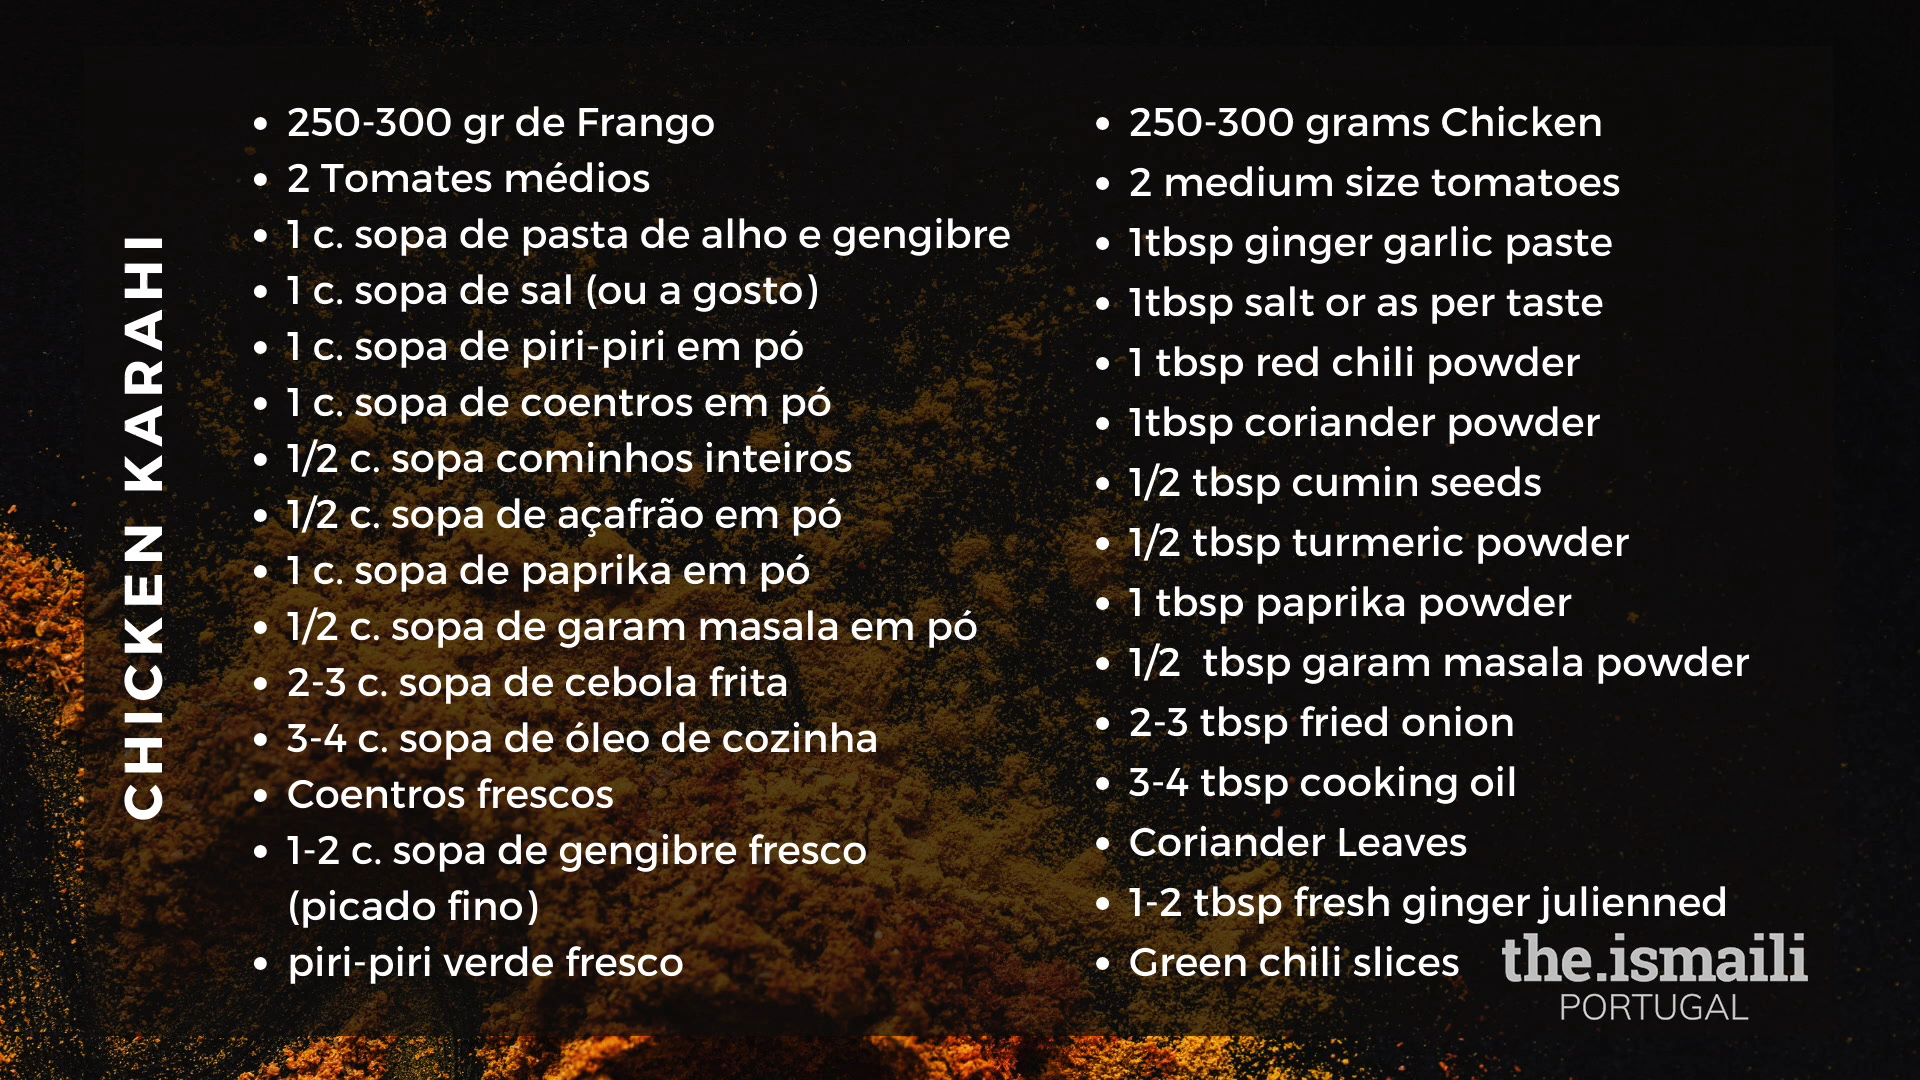 CHICKEN KARAHI
• 250-300 gr de Frango
• 2 Tomates médios
• 1 c. sopa de pasta de alho e gengibre
• 1 c. sopa de sal (ou a gosto)
• 1 c. sopa de piri-piri em pó
• 1 c. sopa de coentros em pó
• 1/2 c. sopa cominhos inteiros
• 1/2 c. sopa de açafrão em pó
• 1 c. sopa de paprika em pó
• 1/2 c. sopa de garam masala em pó
• 2-3 c. sopa de cebola frita
• 3-4 c. sopa de óleo de cozinha
• Coentros frescos
• 1-2 c. sopa de gengibre fresco
(picado fino)
• piri-piri verde fresco
• 250-300 grams Chicken
• 2 medium size tomatoes
• 1tbsp ginger garlic paste
• 1tbsp salt or as per taste
• 1 tbsp red chili powder
• 1tbsp coriander powder
• 1/2 tbsp cumin seeds
• 1/2 tbsp turmeric powder
• 1 tbsp paprika powder
• 1/2  tbsp garam masala powder
• 2-3 tbsp fried onion
• 3-4 tbsp cooking oil
• Coriander Leaves
• 1-2 tbsp fresh ginger julienned
• Green chili slices
the.ismaili
PORTUGAL